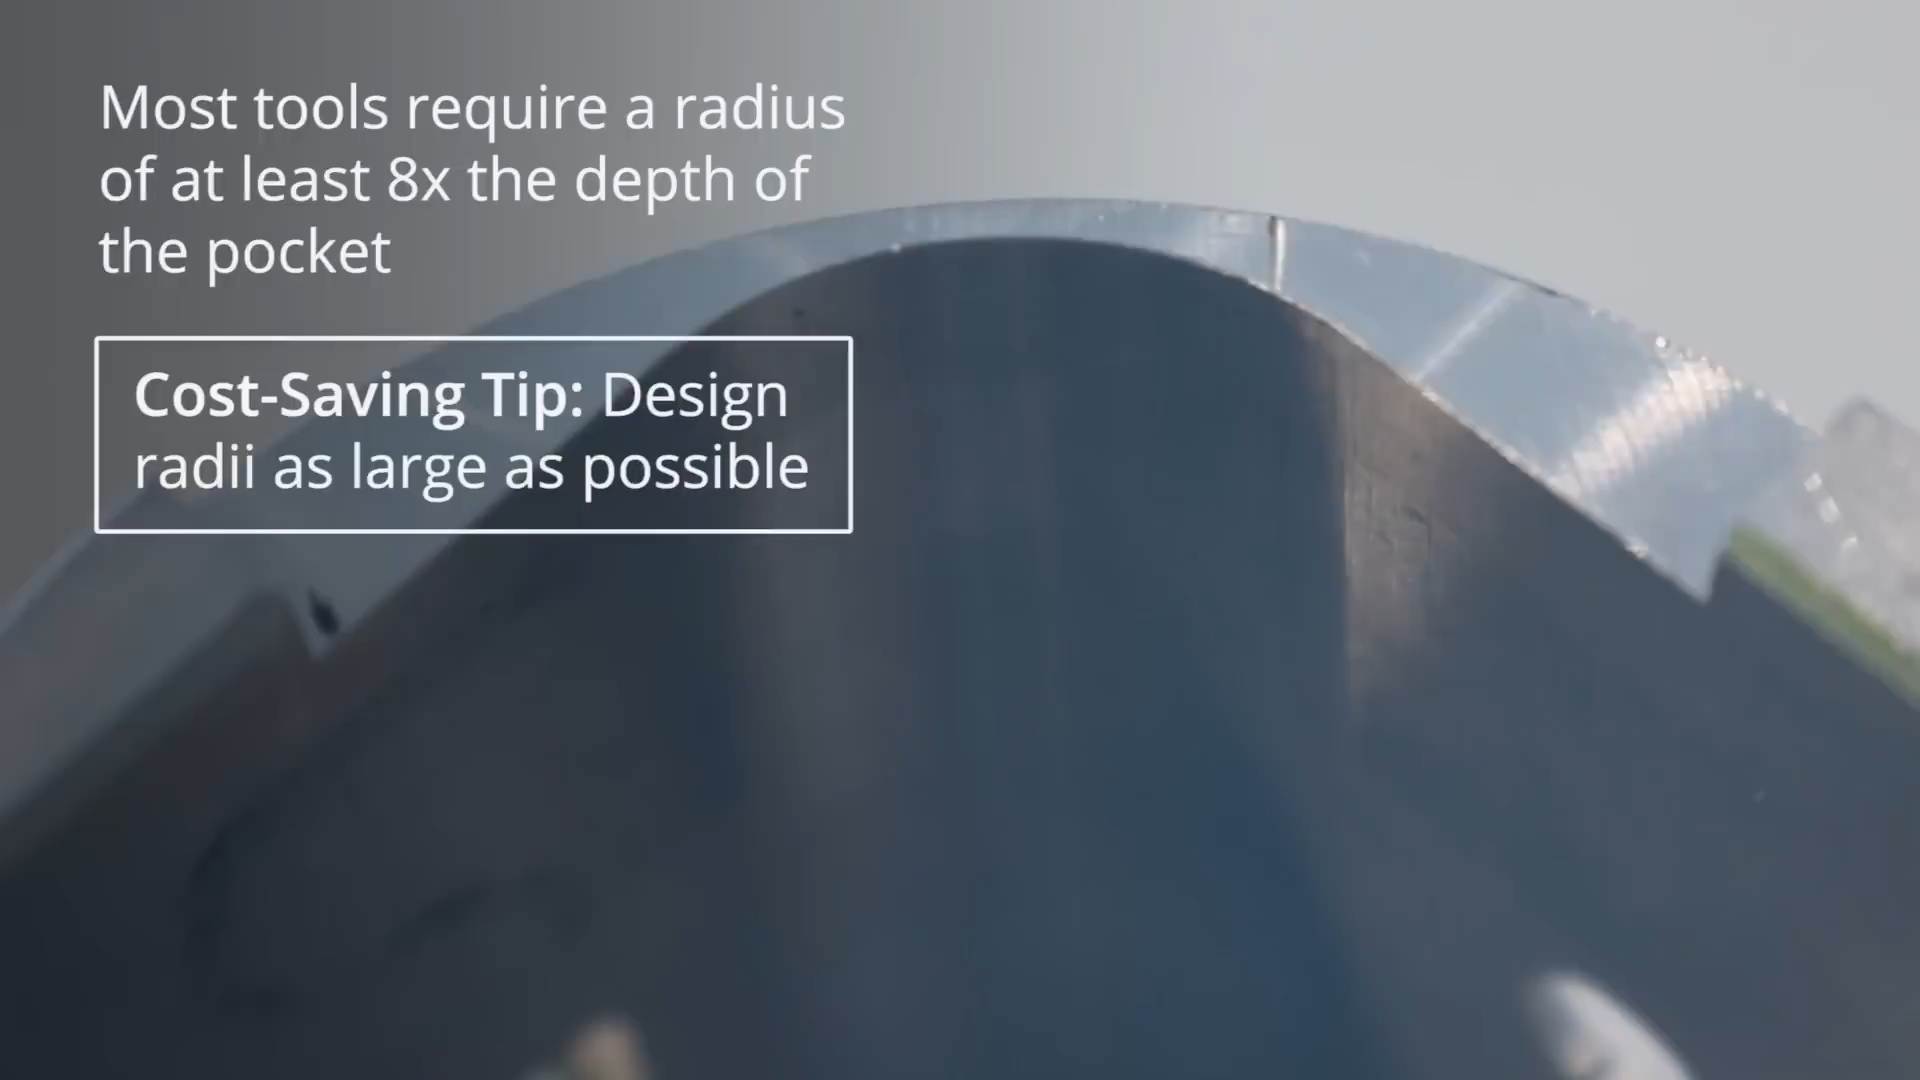 Most tools require a radius
of at least 8x the depth of
the pocket
Cost-Saving Tip: Design
radii as large as possible